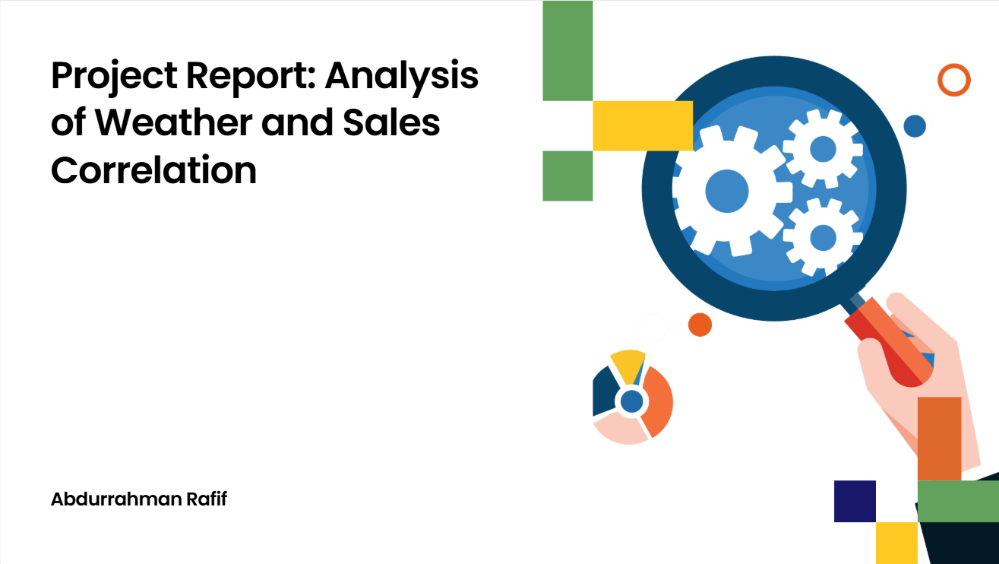 Project Report: Analysis
of Weather and Sales
Correlation
Abdurrahman Rafif